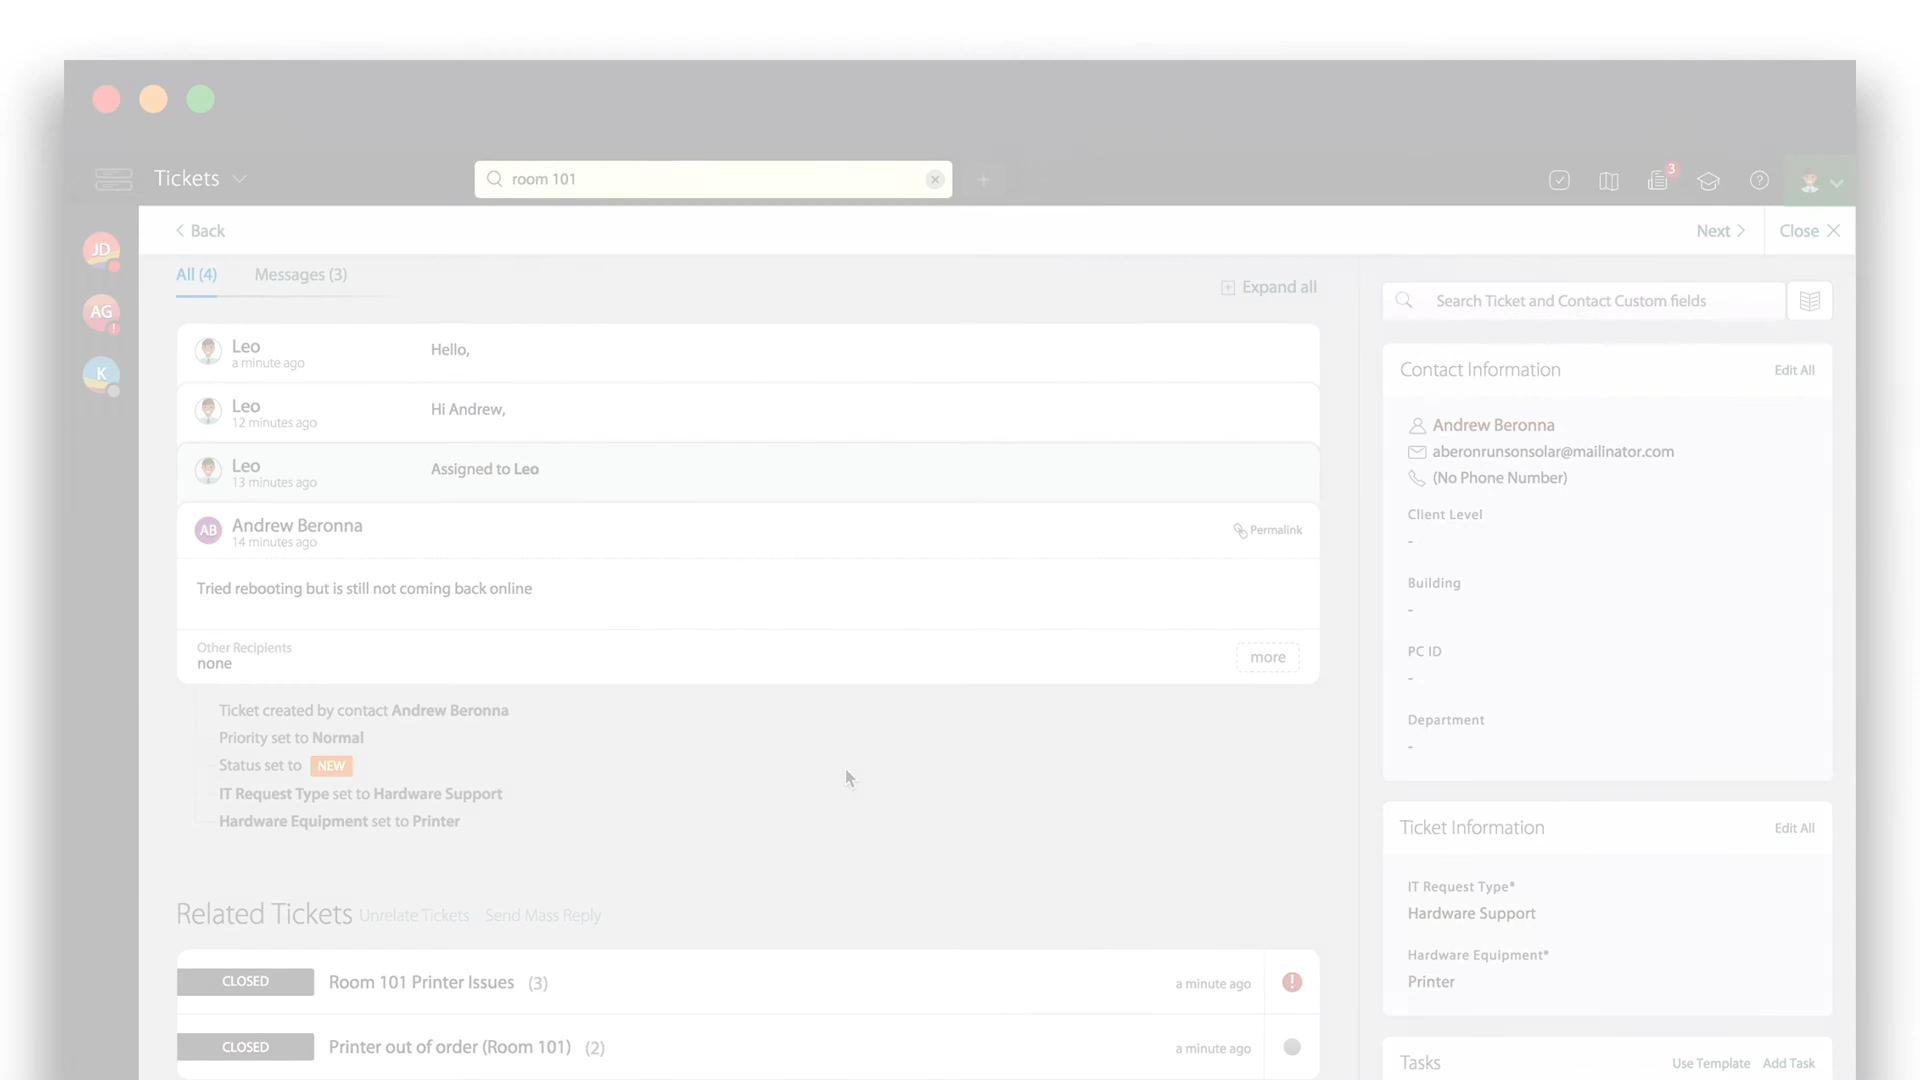 Tickets
room 101
3
Back
Next
Close
JD
AG
!
K
All (4)
Messages (3)
Expand all
Leo
a minute ago
Hello,
Leo
12 minutes ago
Hi Andrew,
Leo
13 minutes ago
Assigned to Leo
AB
Andrew Beronna
14 minutes ago
Permalink
Tried rebooting but is still not coming back online
Other Recipients
none
more
Ticket created by contact Andrew Beronna
Priority set to Normal
Status set to NEW
IT Request Type set to Hardware Support
Hardware Equipment set to Printer
Related Tickets Unrelate Tickets Send Mass Reply
CLOSED Room 101 Printer Issues (3) a minute ago !
CLOSED Printer out of order (Room 101) (2) a minute ago
Search Ticket and Contact Custom fields
Contact Information
Edit All
Andrew Beronna
aberonrunsonsolar@mailinator.com
(No Phone Number)
Client Level
-
Building
-
PC ID
-
Department
-
Ticket Information
Edit All
IT Request Type*
Hardware Support
Hardware Equipment*
Printer
Tasks
Use Template
Add Task